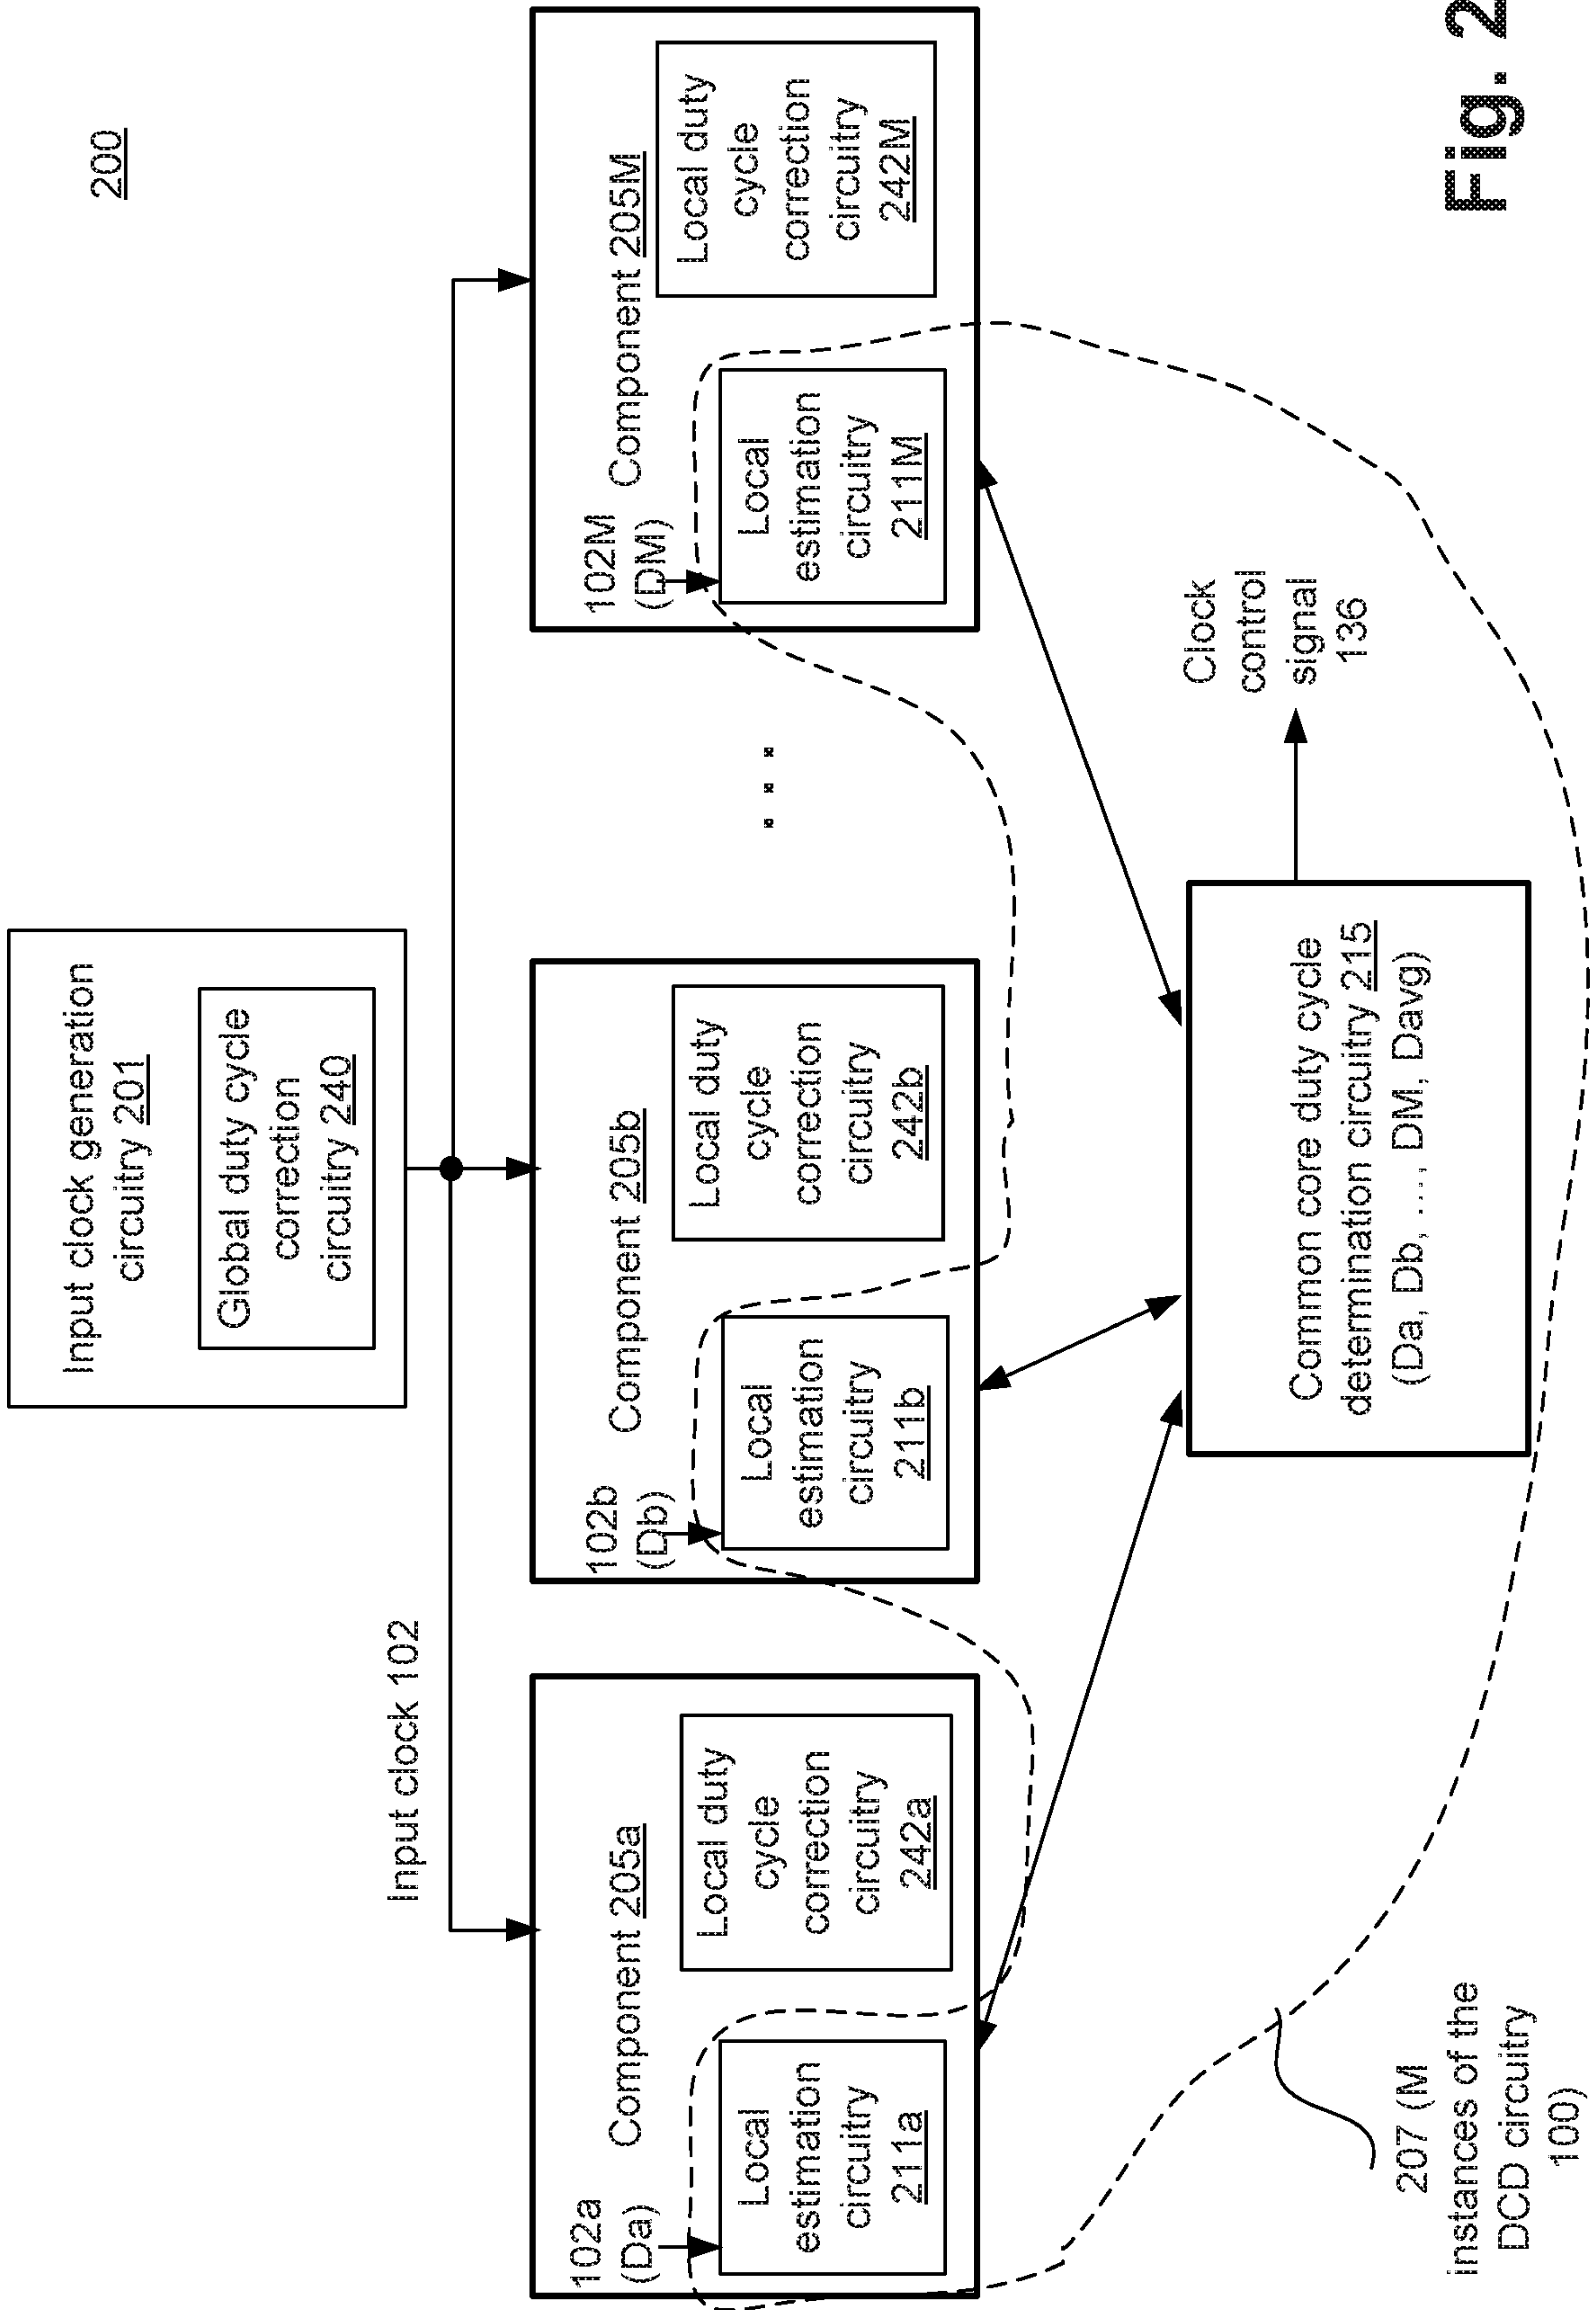 200
Input clock generation
circuitry 201
Global duty cycle
correction
circuitry 240
Input clock 102
102a
(Da)
Component 205a
Local
estimation
circuitry
211a
Local duty
cycle
correction
circuitry
242a
102b
(Db)
Component 205b
Local
estimation
circuitry
211b
Local duty
cycle
correction
circuitry
242b
. . .
102M
(DM)
Component 205M
Local
estimation
circuitry
211M
Local duty
cycle
correction
circuitry
242M
Common core duty cycle
determination circuitry 215
(Da, Db, ...., DM, Davg)
Clock
control
signal
136
207 (M
instances of the
DCD circuitry
100)
Fig. 2